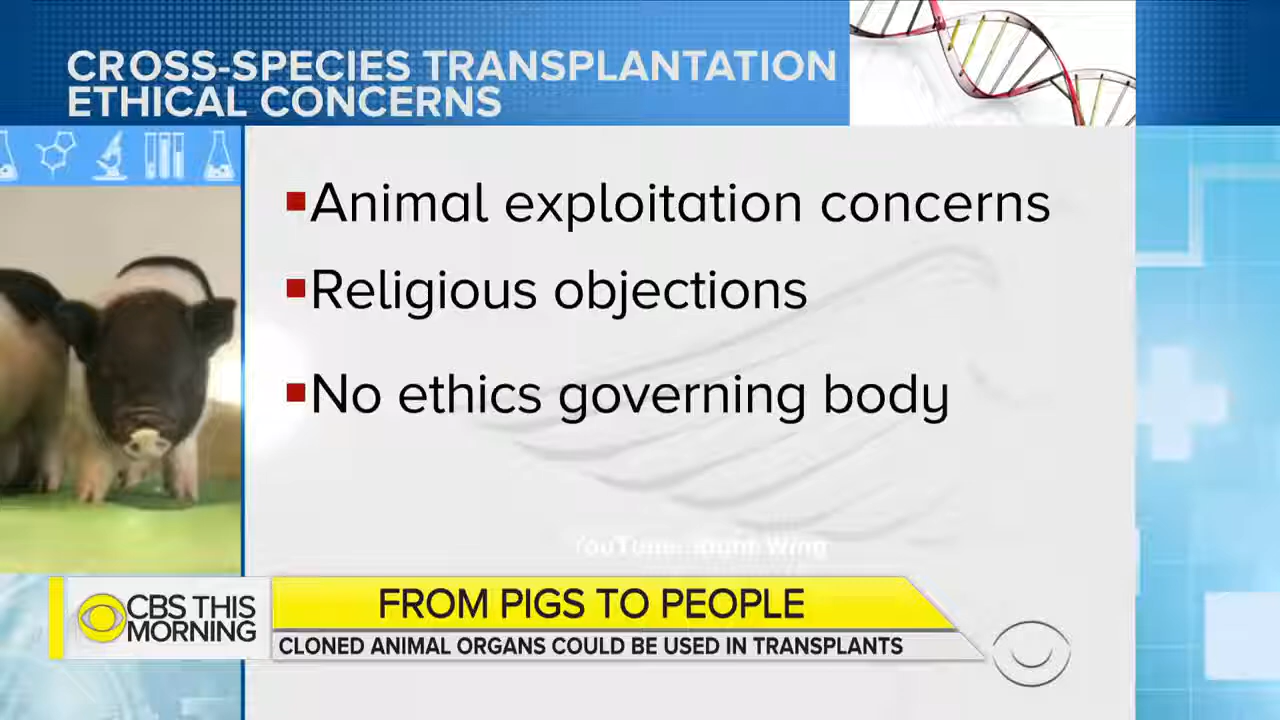 CROSS-SPECIES TRANSPLANTATION
ETHICAL CONCERNS
Animal exploitation concerns
Religious objections
No ethics governing body
Wing
CBS THIS
MORNING
FROM PIGS TO PEOPLE
CLONED ANIMAL ORGANS COULD BE USED IN TRANSPLANTS